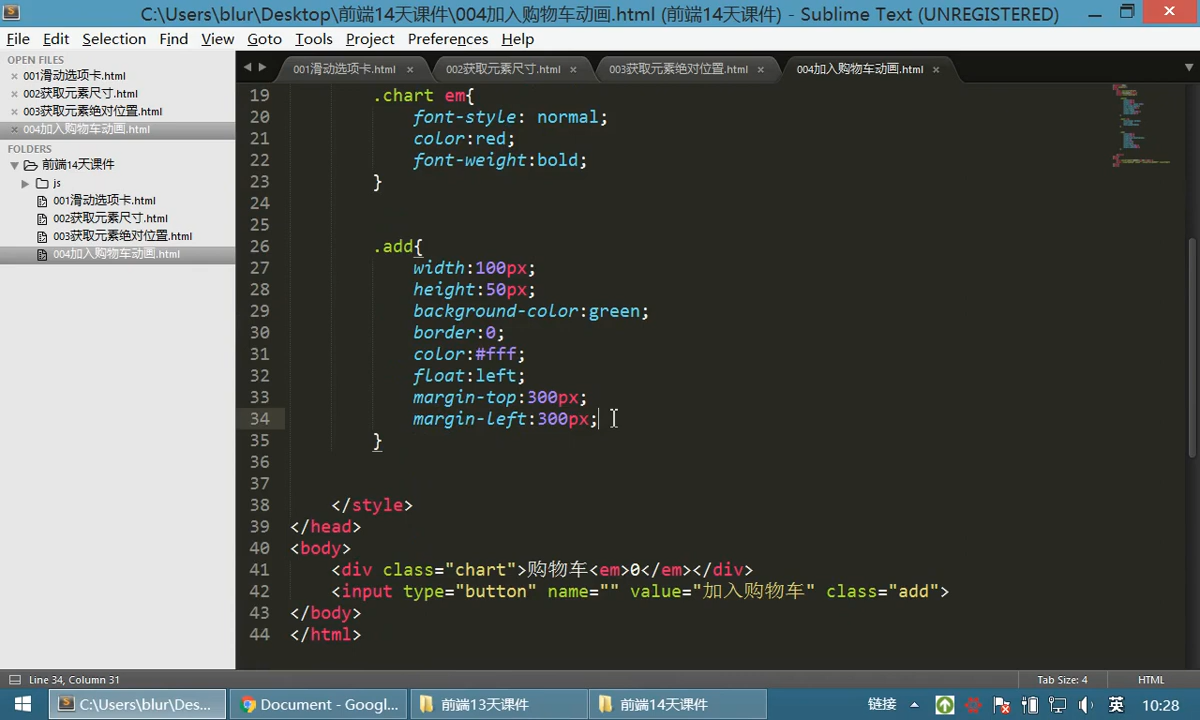 C:\Users\blur\Desktop\前端14天课件\004加入购物车动画.html (前端14天课件) - Sublime Text (UNREGISTERED)
File Edit Selection Find View Goto Tools Project Preferences Help
OPEN FILES
001滑动选项卡.html
002获取元素尺寸.html
003获取元素绝对位置.html
004加入购物车动画.html
FOLDERS
前端14天课件
js
001滑动选项卡.html
002获取元素尺寸.html
003获取元素绝对位置.html
004加入购物车动画.html
001滑动选项卡.html 002获取元素尺寸.html 003获取元素绝对位置.html 004加入购物车动画.html
19 .chart em{
20 font-style: normal;
21 color:red;
22 font-weight:bold;
23 }
24
25
26 .add{
27 width:100px;
28 height:50px;
29 background-color:green;
30 border:0;
31 color:#fff;
32 float:left;
33 margin-top:300px;
34 margin-left:300px;
35 }
36
37
38 </style>
39 </head>
40 <body>
41 <div class="chart">购物车<em>0</em></div>
42 <input type="button" name="" value="加入购物车" class="add">
43 </body>
44 </html>
Line 34, Column 31 Tab Size: 4 HTML
C:\Users\blur\Des... Document - Googl... 前端13天课件 前端14天课件 链接 英 10:28